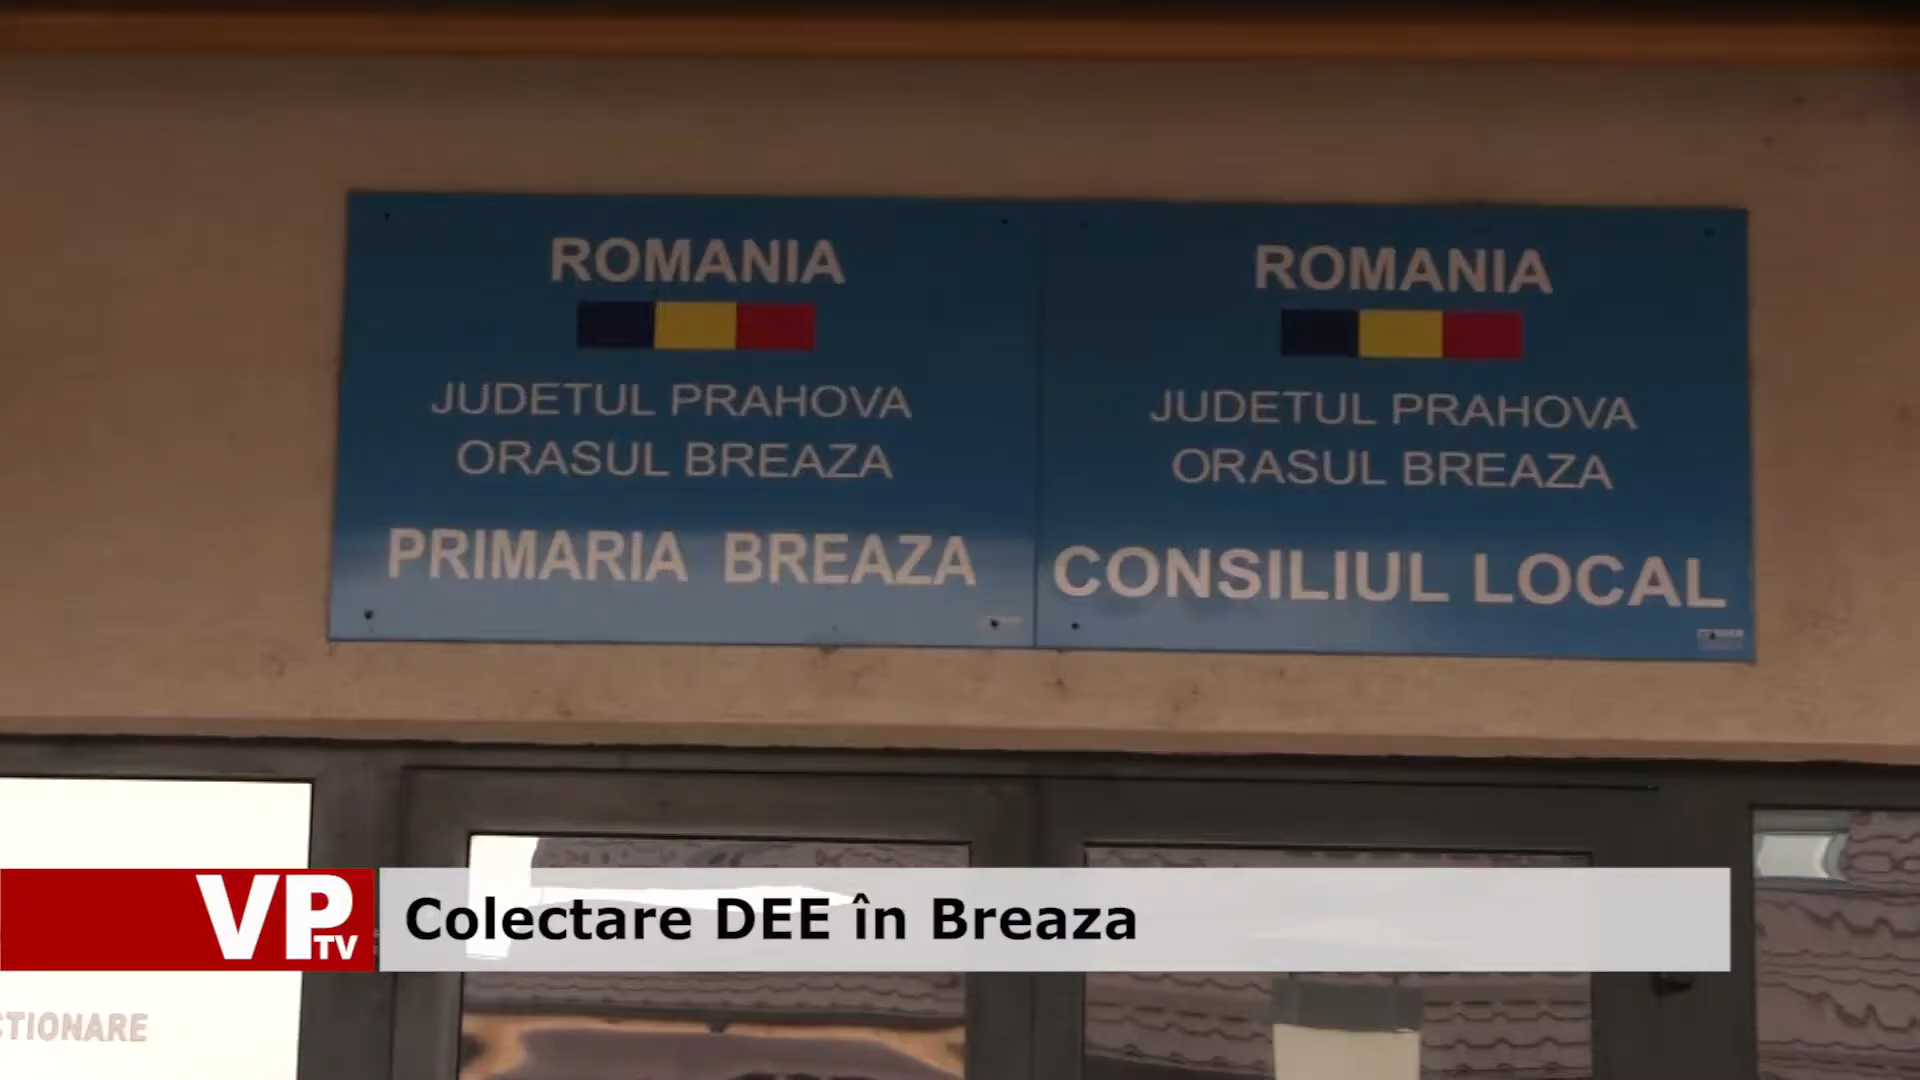 ROMANIA
JUDETUL PRAHOVA
ORASUL BREAZA
PRIMARIA BREAZA
ROMANIA
JUDETUL PRAHOVA
ORASUL BREAZA
CONSILIUL LOCAL
VP TV
Colectare DEE în Breaza
CTIONARE